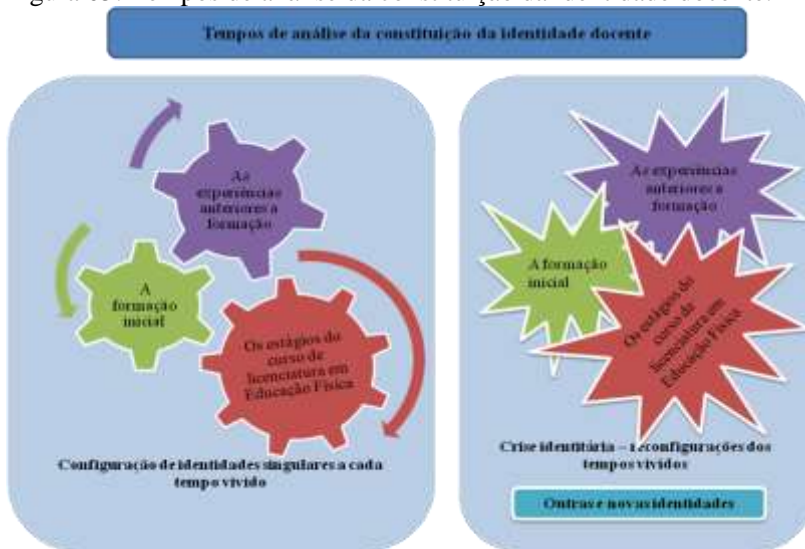 Tempos de análise da constituição da identidade docente
As
experiências
anteriores a
formação
A
formação
inicial
Os estágios do
curso de
licenciatura em
Educação Física
Configuração de identidades singulares a cada
tempo vivido
As experiências
anteriores a
formação
A formação
inicial
Os estágios do
curso de
licenciatura em
Educação Física
Crise identitária – reconfigurações dos
tempos vividos
Outras e novas identidades